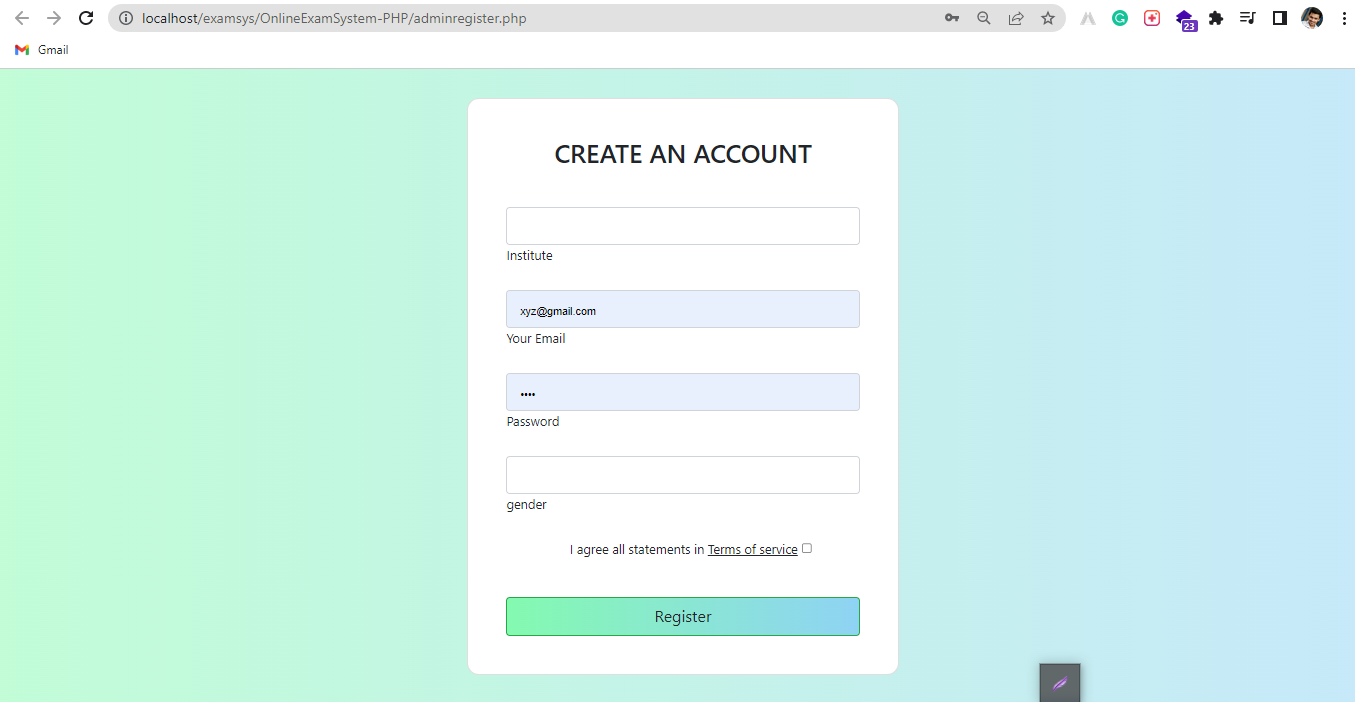 localhost/examsys/OnlineExamSystem-PHP/adminregister.php
23
Gmail
CREATE AN ACCOUNT
Institute
xyz@gmail.com
Your Email
••••
Password
gender
I agree all statements in Terms of service
Register